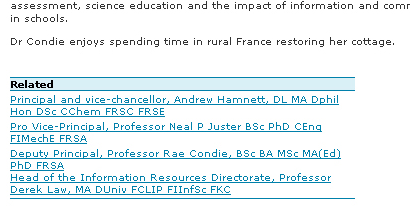 assessment, science education and the impact of information and com
in schools.
Dr Condie enjoys spending time in rural France restoring her cottage.
Related
Principal and vice-chancellor, Andrew Hamnett, DL MA Dphil
Hon DSc CChem FRSC FRSE
Pro Vice-Principal, Professor Neal P Juster BSc PhD CEng
FIMechE FRSA
Deputy Principal, Professor Rae Condie, BSc BA MSc MA(Ed)
PhD FRSA
Head of the Information Resources Directorate, Professor
Derek Law, MA DUniv FCLIP FIInfSc FKC